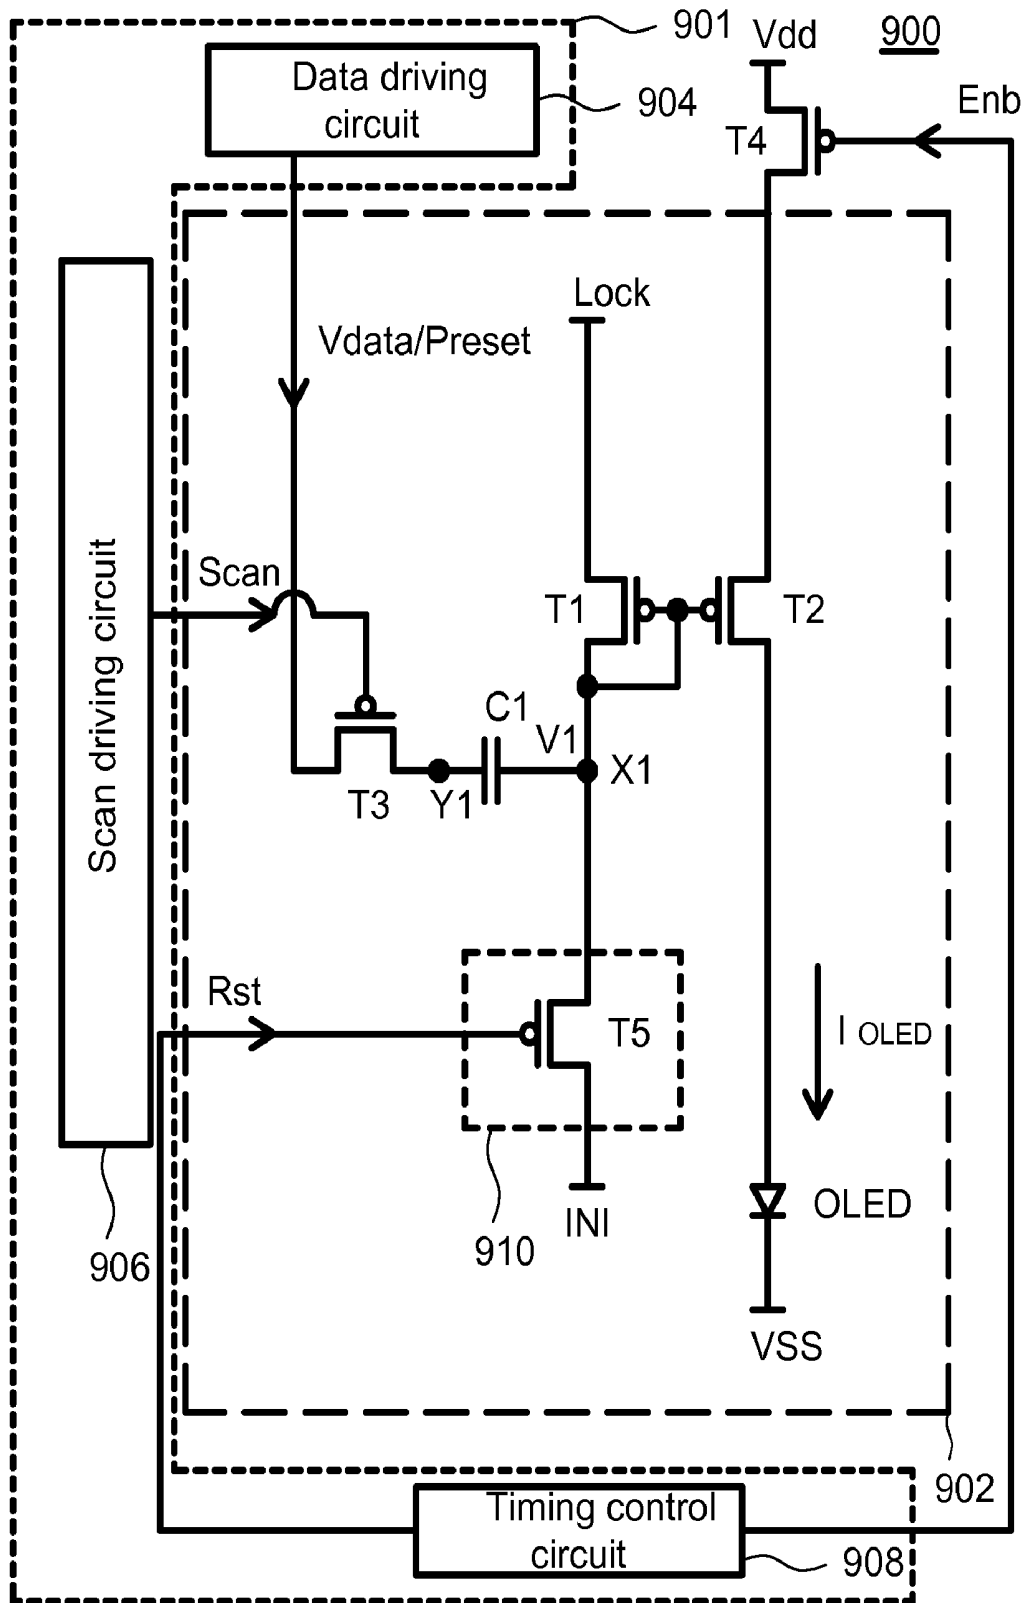 901
900
Vdd
Data driving
circuit
904
Enb
T4
Lock
Vdata/Preset
Scan
T1
T2
Scan driving circuit
C1
V1
X1
T3
Y1
Rst
T5
I OLED
OLED
INI
910
906
VSS
902
Timing control
circuit
908